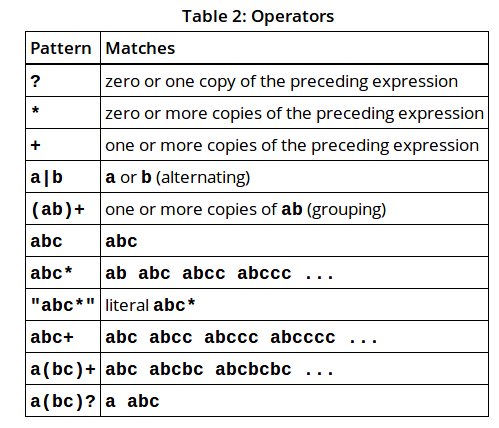 Table 2: Operators
Pattern Matches
? zero or one copy of the preceding expression
* zero or more copies of the preceding expression
+ one or more copies of the preceding expression
a|b a or b (alternating)
(ab)+ one or more copies of ab (grouping)
abc abc
abc* ab abc abcc abccc ...
"abc*" literal abc*
abc+ abc abcc abccc abcccc ...
a(bc)+ abc abcbc abcbcbc ...
a(bc)? a abc